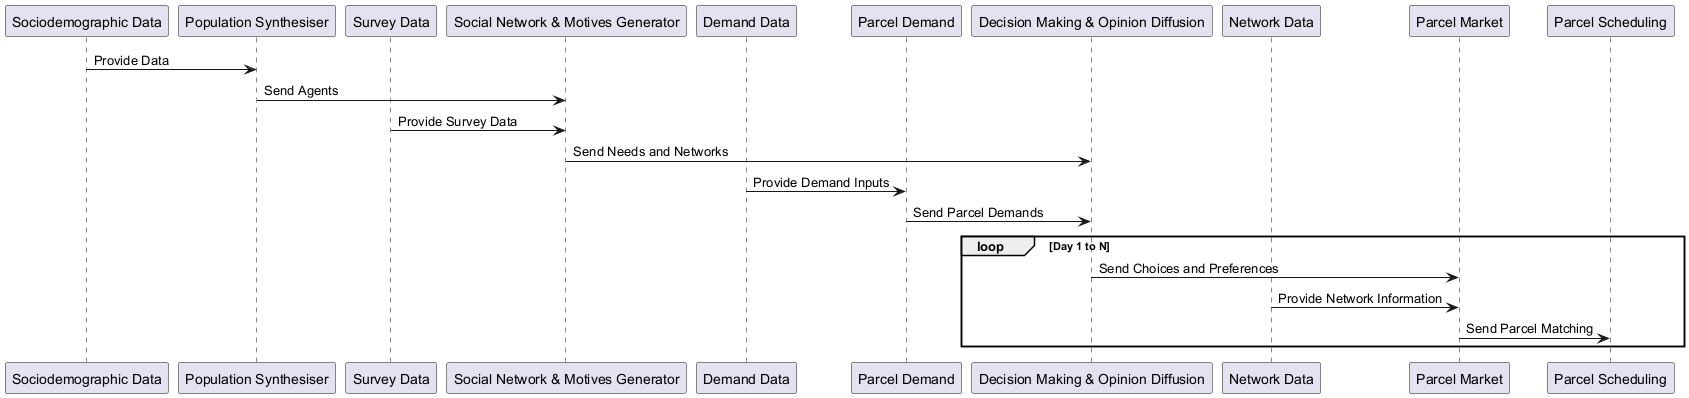 Sociodemographic Data
Population Synthesiser
Survey Data
Social Network & Motives Generator
Demand Data
Parcel Demand
Decision Making & Opinion Diffusion
Network Data
Parcel Market
Parcel Scheduling
Provide Data
Send Agents
Provide Survey Data
Send Needs and Networks
Provide Demand Inputs
Send Parcel Demands
loop [Day 1 to N]
Send Choices and Preferences
Provide Network Information
Send Parcel Matching
Sociodemographic Data
Population Synthesiser
Survey Data
Social Network & Motives Generator
Demand Data
Parcel Demand
Decision Making & Opinion Diffusion
Network Data
Parcel Market
Parcel Scheduling